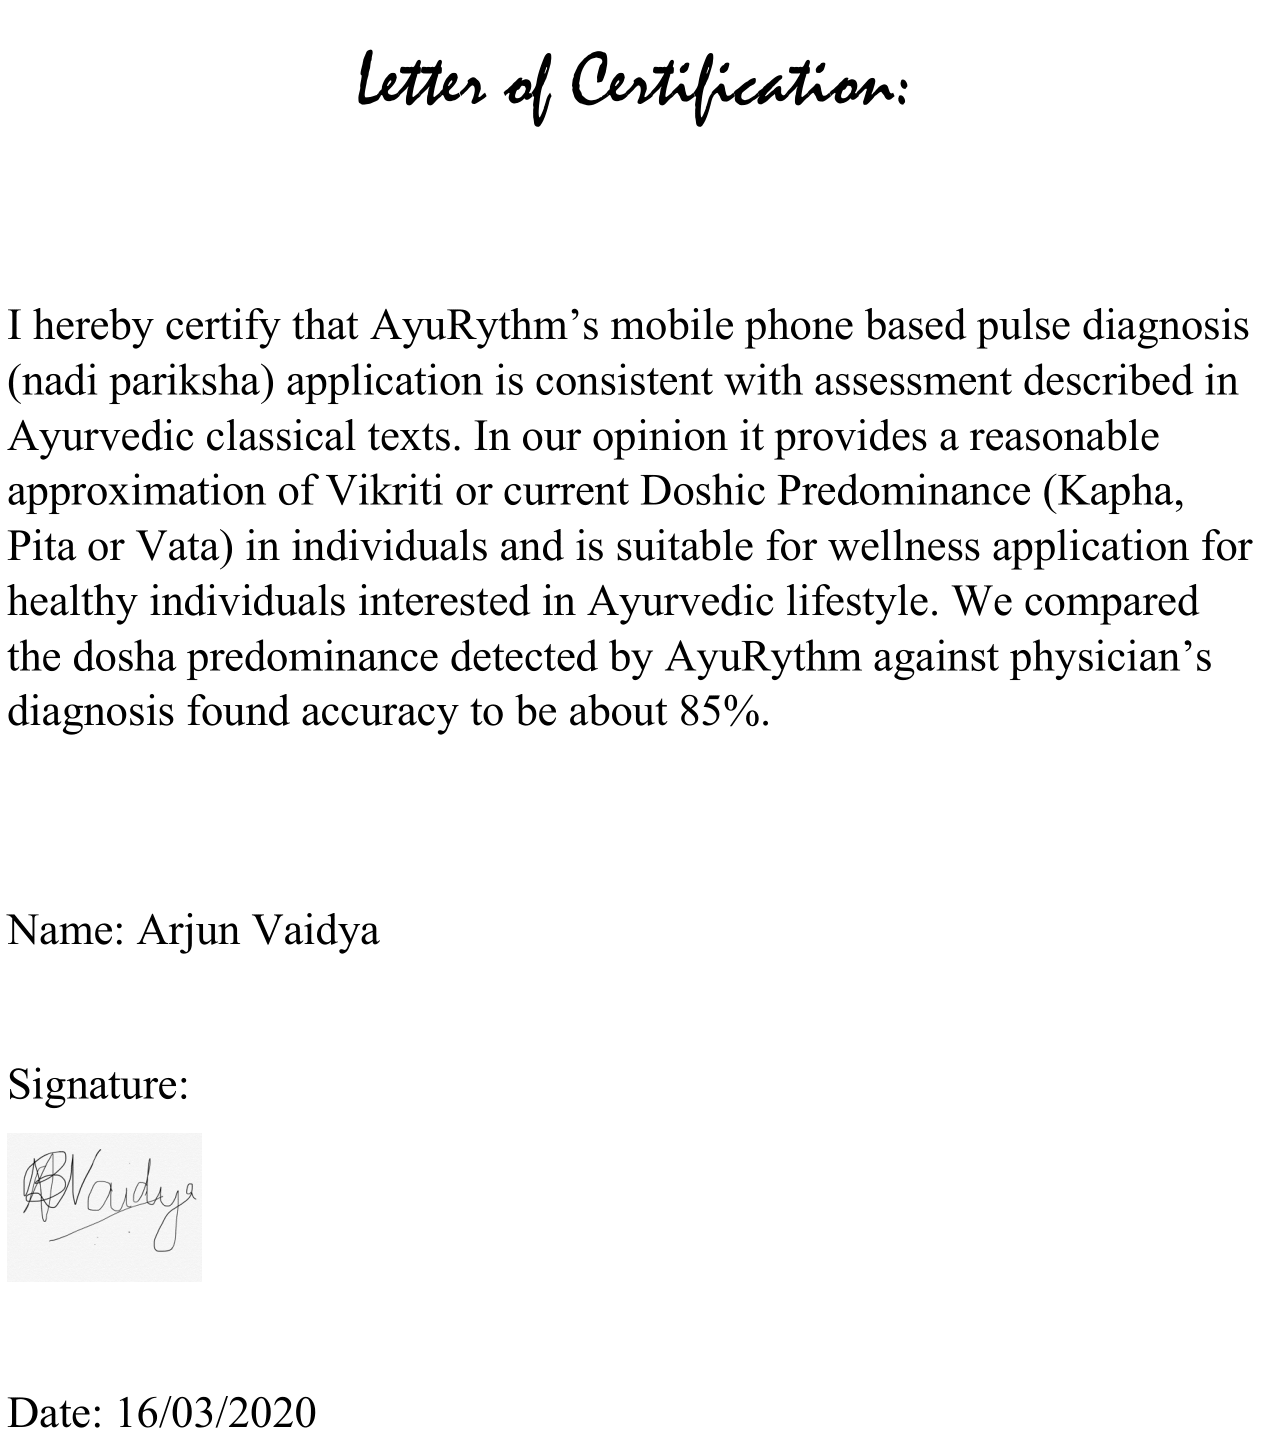 Letter of Certification:
I hereby certify that AyuRythm’s mobile phone based pulse diagnosis
(nadi pariksha) application is consistent with assessment described in
Ayurvedic classical texts. In our opinion it provides a reasonable
approximation of Vikriti or current Doshic Predominance (Kapha,
Pita or Vata) in individuals and is suitable for wellness application for
healthy individuals interested in Ayurvedic lifestyle. We compared
the dosha predominance detected by AyuRythm against physician’s
diagnosis found accuracy to be about 85%.
Name: Arjun Vaidya
Signature:
ABVaidya
Date: 16/03/2020